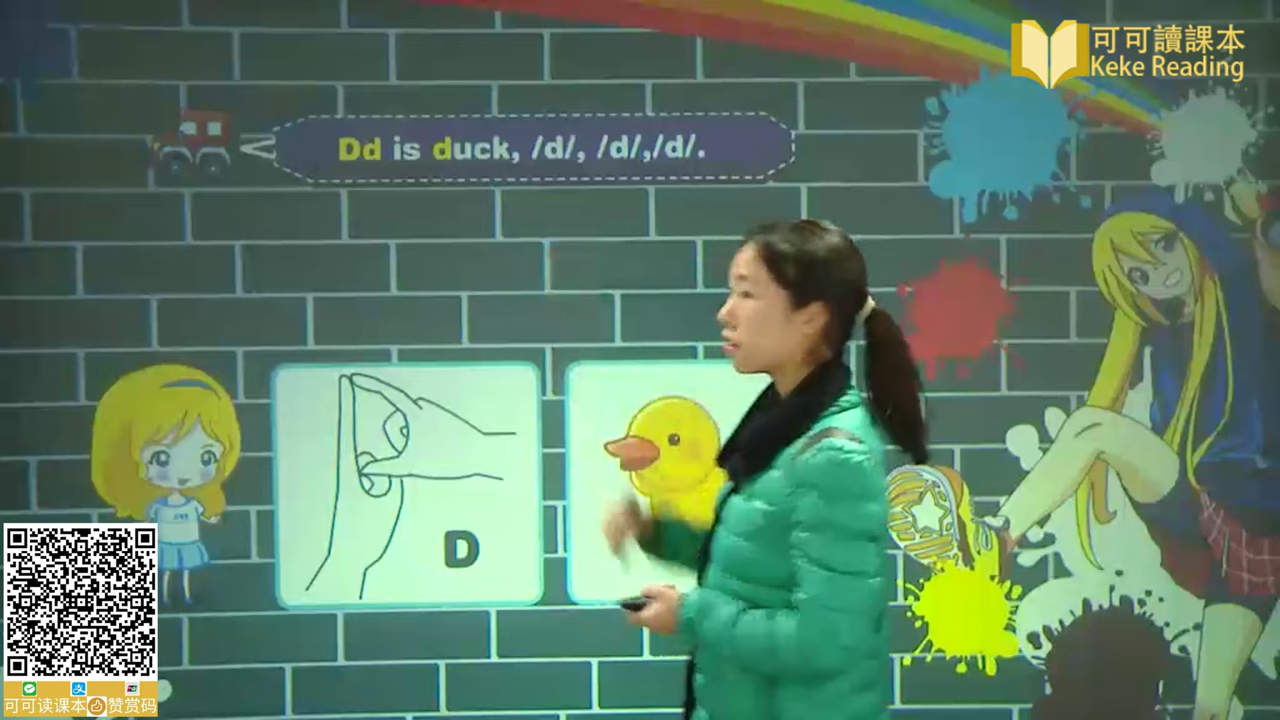 可可讀課本
Keke Reading
Dd is duck, /d/, /d/,/d/.
D
可可读课本 赞赏码